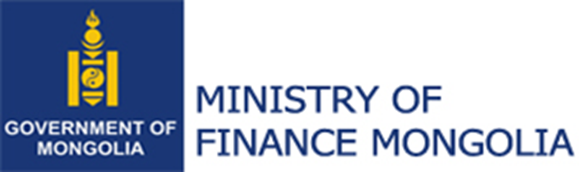 GOVERNMENT OF
MONGOLIA
MINISTRY OF
FINANCE MONGOLIA